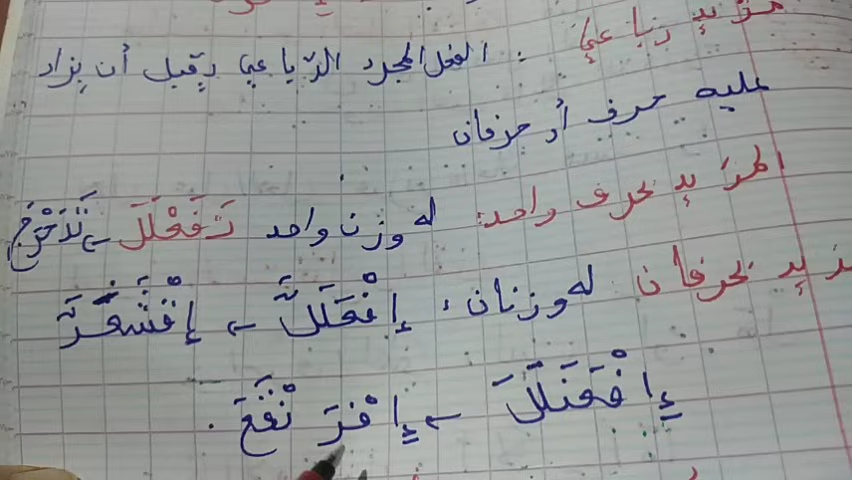 مزيد رباعي : الفعل المجرد الرباعي يقبل أن يزاد
عليه حرف أو حرفان
المزيد بحرف واحد: له وزن واحد تَفَعْلَلَ ← تَدَحْرَجَ
مزيد بحرفان له وزنان : إِفْعَلَلَّ ← إِقْشَعَرَّ
إِفْعَنْلَلَ ← إِفْرَنْقَعَ .